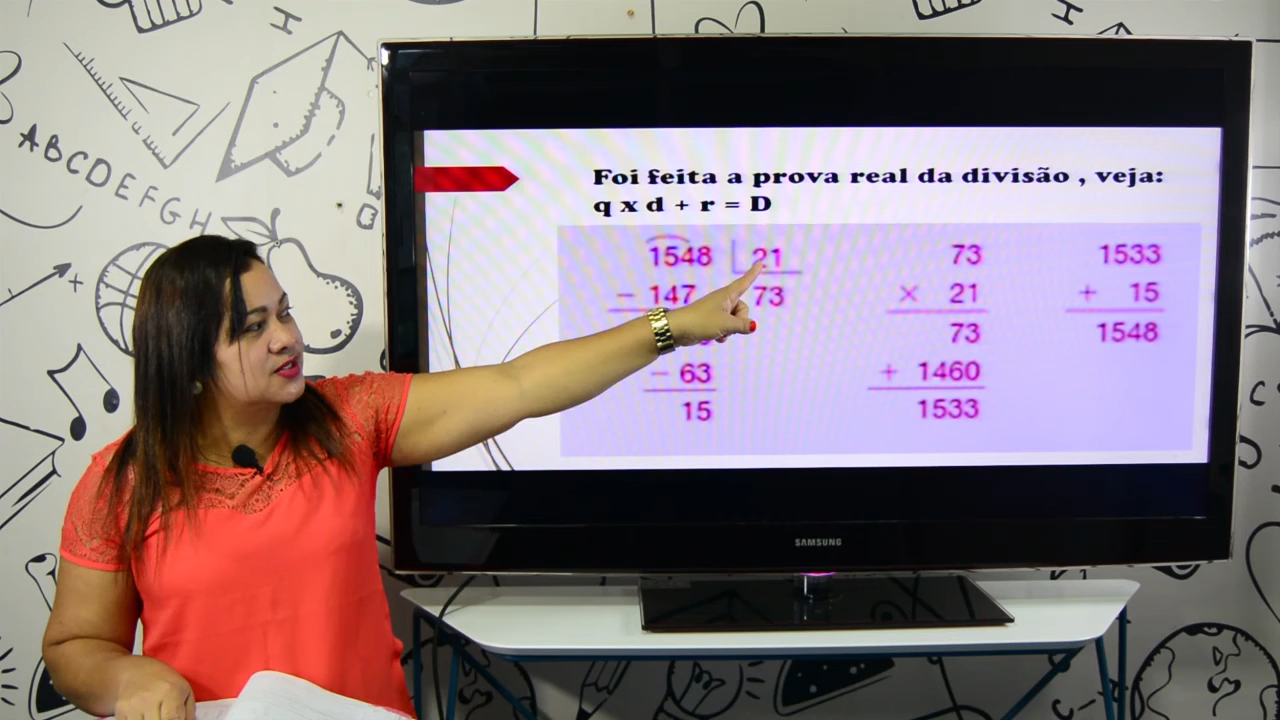 Foi feita a prova real da divisão , veja:
q x d + r = D
1548 21
- 147 73
- 63
15
73
x 21
73
+ 1460
1533
1533
+ 15
1548
SAMSUNG
ABCDEFGH